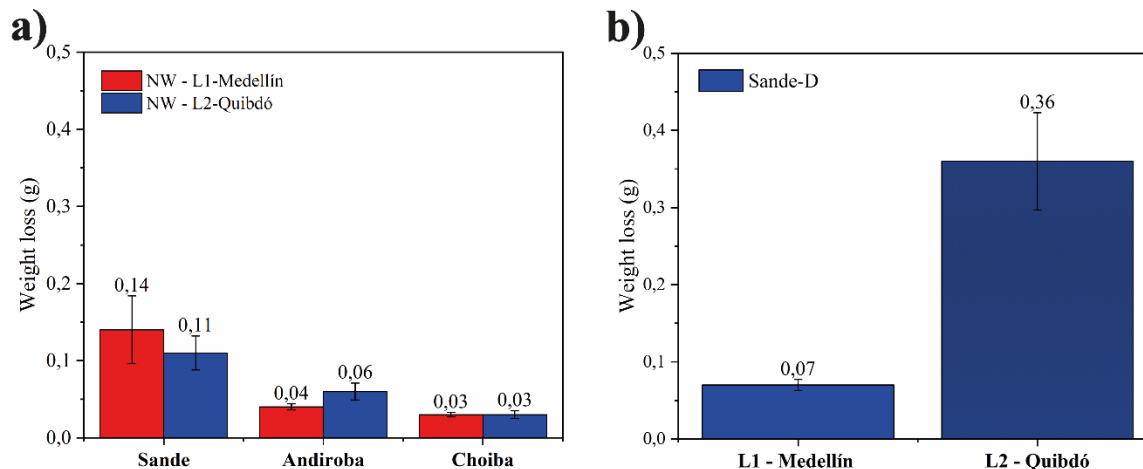 a)
NW - L1-Medellín
NW - L2-Quibdó
Weight loss (g)
0,5
0,4
0,3
0,2
0,1
0,0
0,14
0,11
0,04
0,06
0,03
0,03
Sande
Andiroba
Choiba
b)
Sande-D
Weight loss (g)
0,5
0,4
0,3
0,2
0,1
0,0
0,07
0,36
L1 - Medellín
L2 - Quibdó